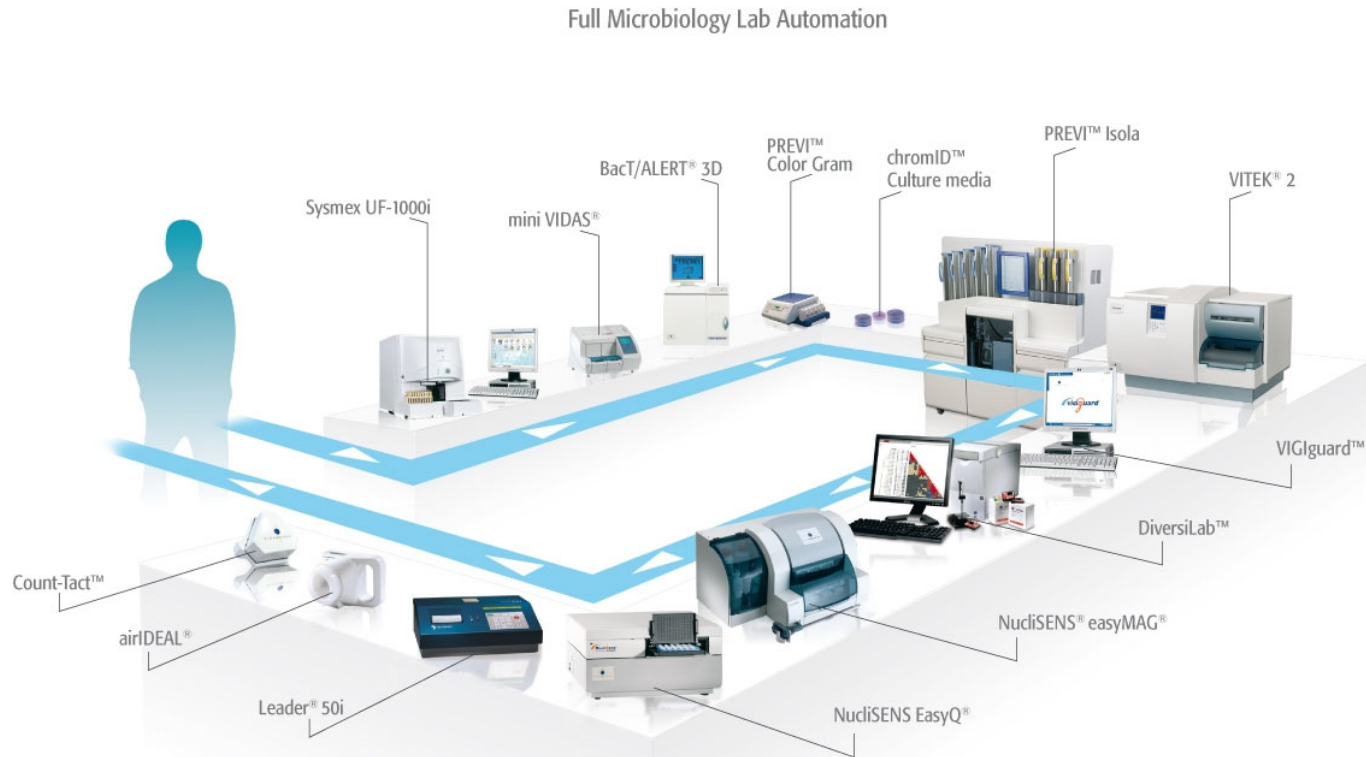 Full Microbiology Lab Automation
PREVI™ Isola
PREVI™
Color Gram
chromID™
Culture media
BacT/ALERT® 3D
VITEK® 2
Sysmex UF-1000i
mini VIDAS®
vigiguard
VIGIguard™
DiversiLab™
Count-Tact™
NucliSENS® easyMAG®
airIDEAL®
Leader® 50i
NucliSENS EasyQ®